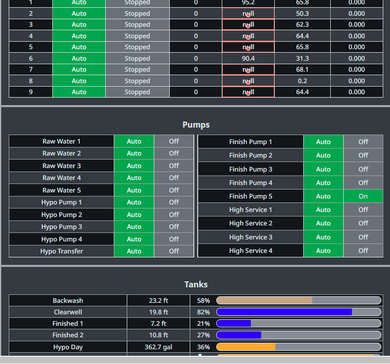 1 Auto Stopped 0 95.2 65.8 0.000
2 Auto Stopped 0 null 50.3 0.000
3 Auto Stopped 0 null 62.3 0.000
4 Auto Stopped 0 null 64.4 0.000
5 Auto Stopped 0 null 65.8 0.000
6 Auto Stopped 0 90.4 31.3 0.000
7 Auto Stopped 0 null 68.1 0.000
8 Auto Stopped 0 null 0.2 0.000
9 Auto Stopped 0 null 64.4 0.000
Pumps
Raw Water 1 Auto Off
Raw Water 2 Auto Off
Raw Water 3 Auto Off
Raw Water 4 Auto Off
Raw Water 5 Auto Off
Hypo Pump 1 Auto Off
Hypo Pump 2 Auto Off
Hypo Pump 3 Auto Off
Hypo Pump 4 Auto Off
Hypo Transfer Auto Off
Finish Pump 1 Auto Off
Finish Pump 2 Auto Off
Finish Pump 3 Auto Off
Finish Pump 4 Auto Off
Finish Pump 5 Auto On
High Service 1 Auto Off
High Service 2 Auto Off
High Service 3 Auto Off
High Service 4 Auto Off
Tanks
Backwash 23.2 ft 58%
Clearwell 19.8 ft 82%
Finished 1 7.2 ft 21%
Finished 2 10.8 ft 27%
Hypo Day 362.7 gal 36%